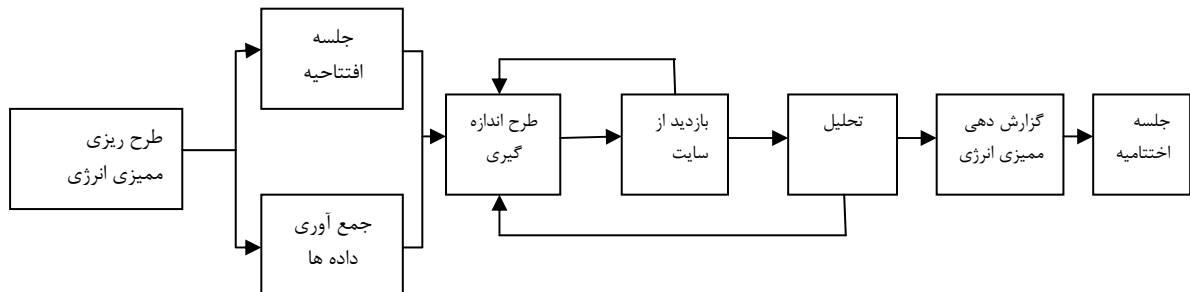 طرح ریزی
ممیزی انرژی
جلسه
افتتاحیه
جمع آوری
داده ها
طرح اندازه
گیری
بازدید از
سایت
تحلیل
گزارش دهی
ممیزی انرژی
جلسه
اختتامیه